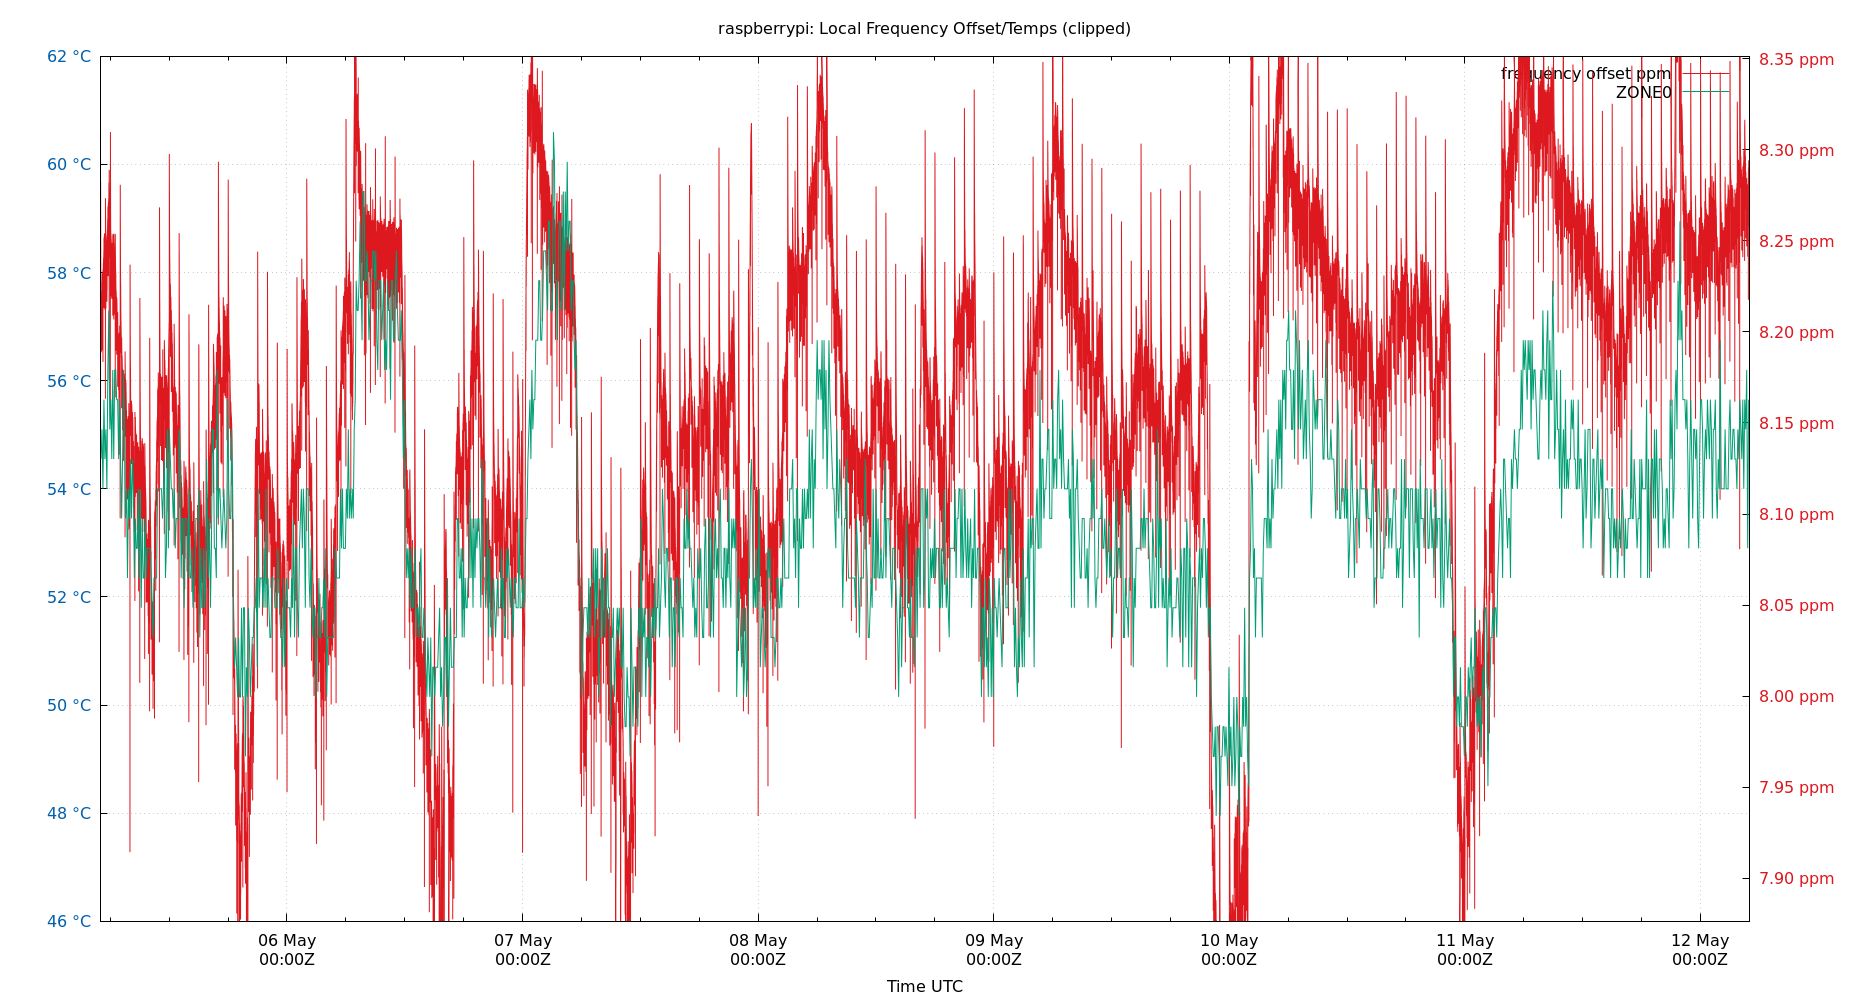 raspberrypi: Local Frequency Offset/Temps (clipped)
62 °C
60 °C
58 °C
56 °C
54 °C
52 °C
50 °C
48 °C
46 °C
8.35 ppm
8.30 ppm
8.25 ppm
8.20 ppm
8.15 ppm
8.10 ppm
8.05 ppm
8.00 ppm
7.95 ppm
7.90 ppm
frequency offset ppm
ZONE0
06 May
00:00Z
07 May
00:00Z
08 May
00:00Z
09 May
00:00Z
10 May
00:00Z
11 May
00:00Z
12 May
00:00Z
Time UTC